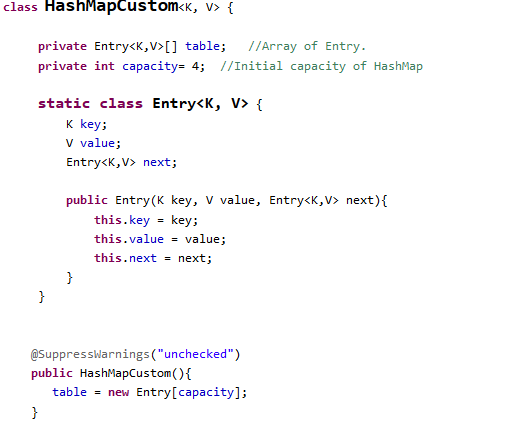 class HashMapCustom<K, V> {
private Entry<K,V>[] table;   //Array of Entry.
private int capacity= 4;  //Initial capacity of HashMap
static class Entry<K, V> {
K key;
V value;
Entry<K,V> next;
public Entry(K key, V value, Entry<K,V> next){
this.key = key;
this.value = value;
this.next = next;
}
}
@SuppressWarnings("unchecked")
public HashMapCustom(){
table = new Entry[capacity];
}